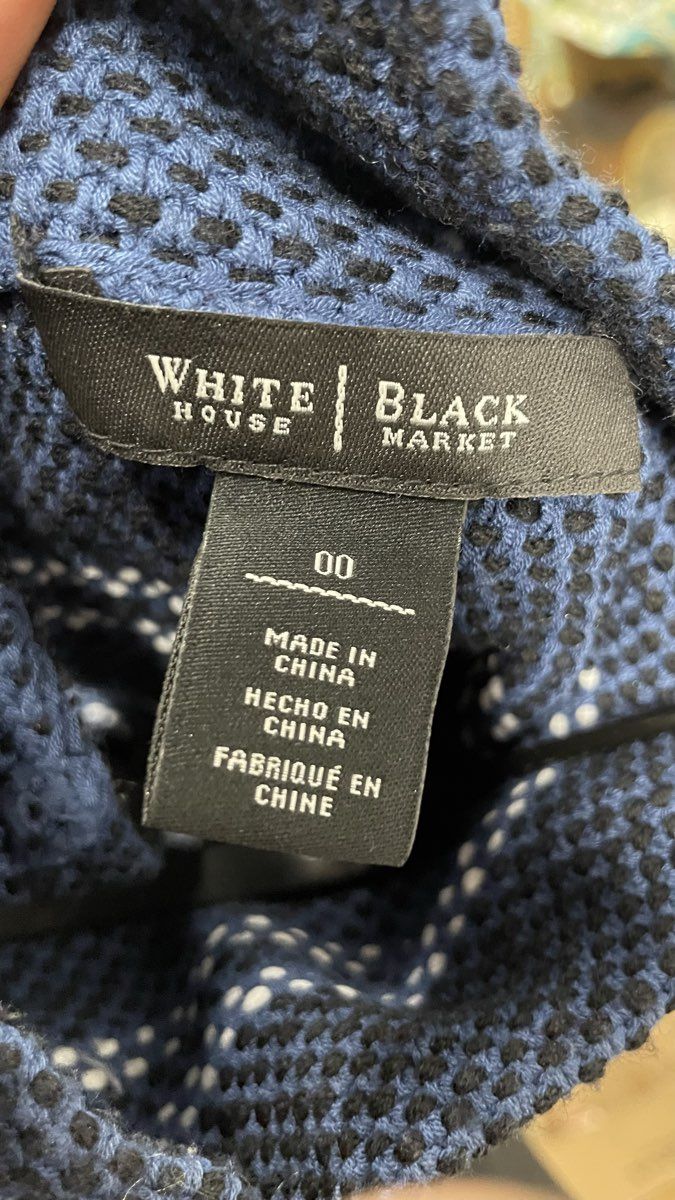 WHITE | BLACK
HOUSE MARKET
00
MADE IN
CHINA
HECHO EN
CHINA
FABRIQUÉ EN
CHINE